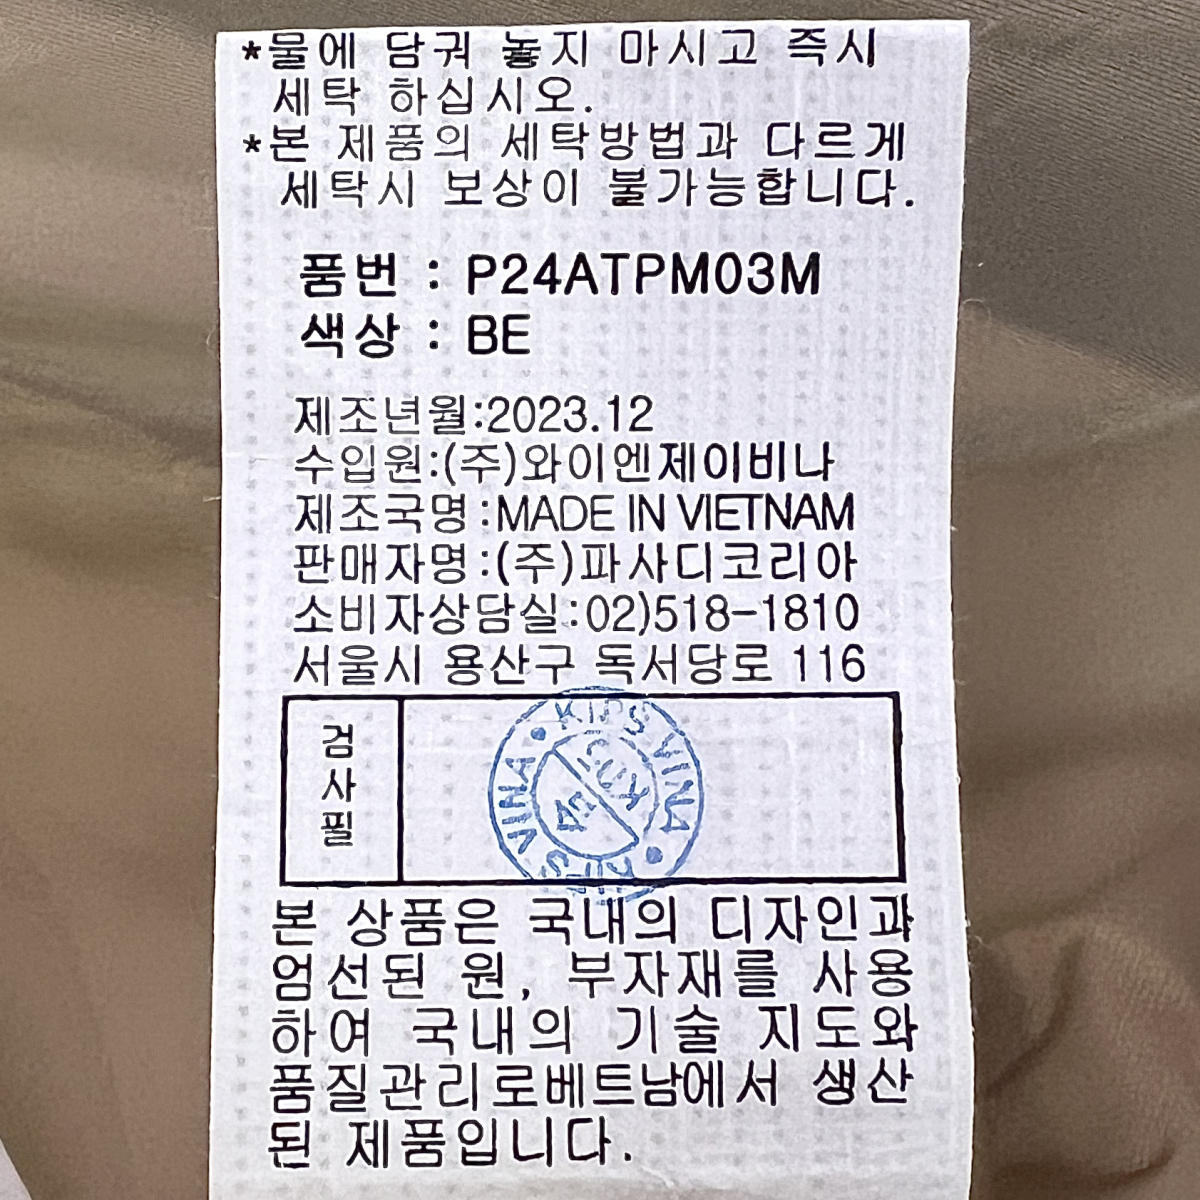 *물에 담궈 놓지 마시고 즉시
세탁 하십시오.
*본 제품의 세탁방법과 다르게
세탁시 보상이 불가능합니다.
품번 : P24ATPM03M
색상 : BE
제조년월:2023.12
수입원:(주)와이엔제이비나
제조국명:MADE IN VIETNAM
판매자명:(주)파사디코리아
소비자상담실:02)518-1810
서울시 용산구 독서당로 116
검사필
KIPS VINA • KIPS VINA •
본 상품은 국내의 디자인과
엄선된 원, 부자재를 사용
하여 국내의 기술 지도와
품질관리로베트남에서 생산
된 제품입니다.